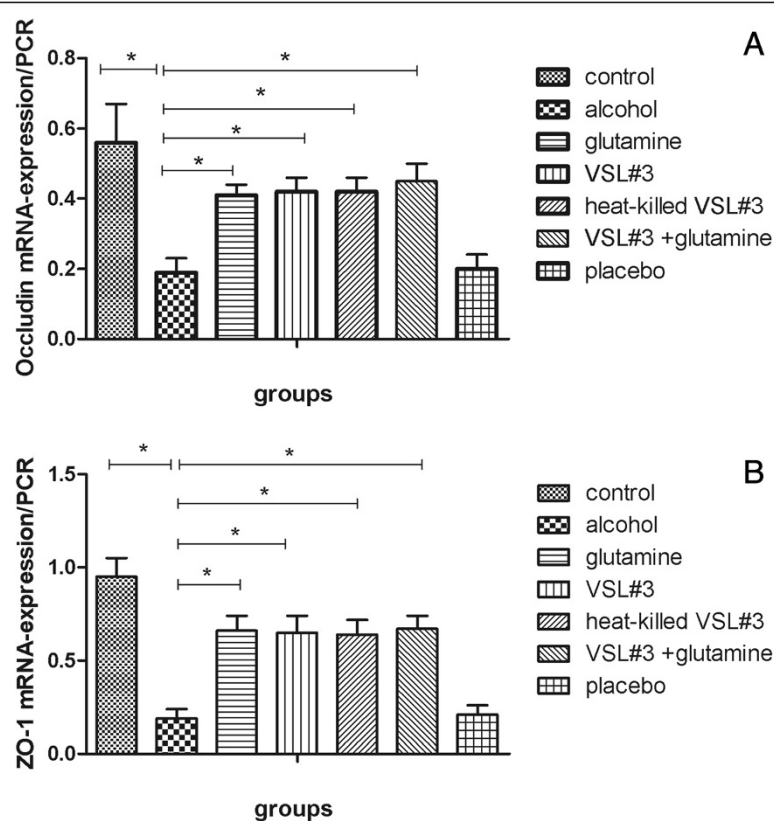 A
Occludin mRNA-expression/PCR
0.8
0.6
0.4
0.2
0.0
*
*
*
*
*
groups
control
alcohol
glutamine
VSL#3
heat-killed VSL#3
VSL#3 +glutamine
placebo
B
ZO-1 mRNA-expression/PCR
1.5
1.0
0.5
0.0
*
*
*
*
*
groups
control
alcohol
glutamine
VSL#3
heat-killed VSL#3
VSL#3 +glutamine
placebo